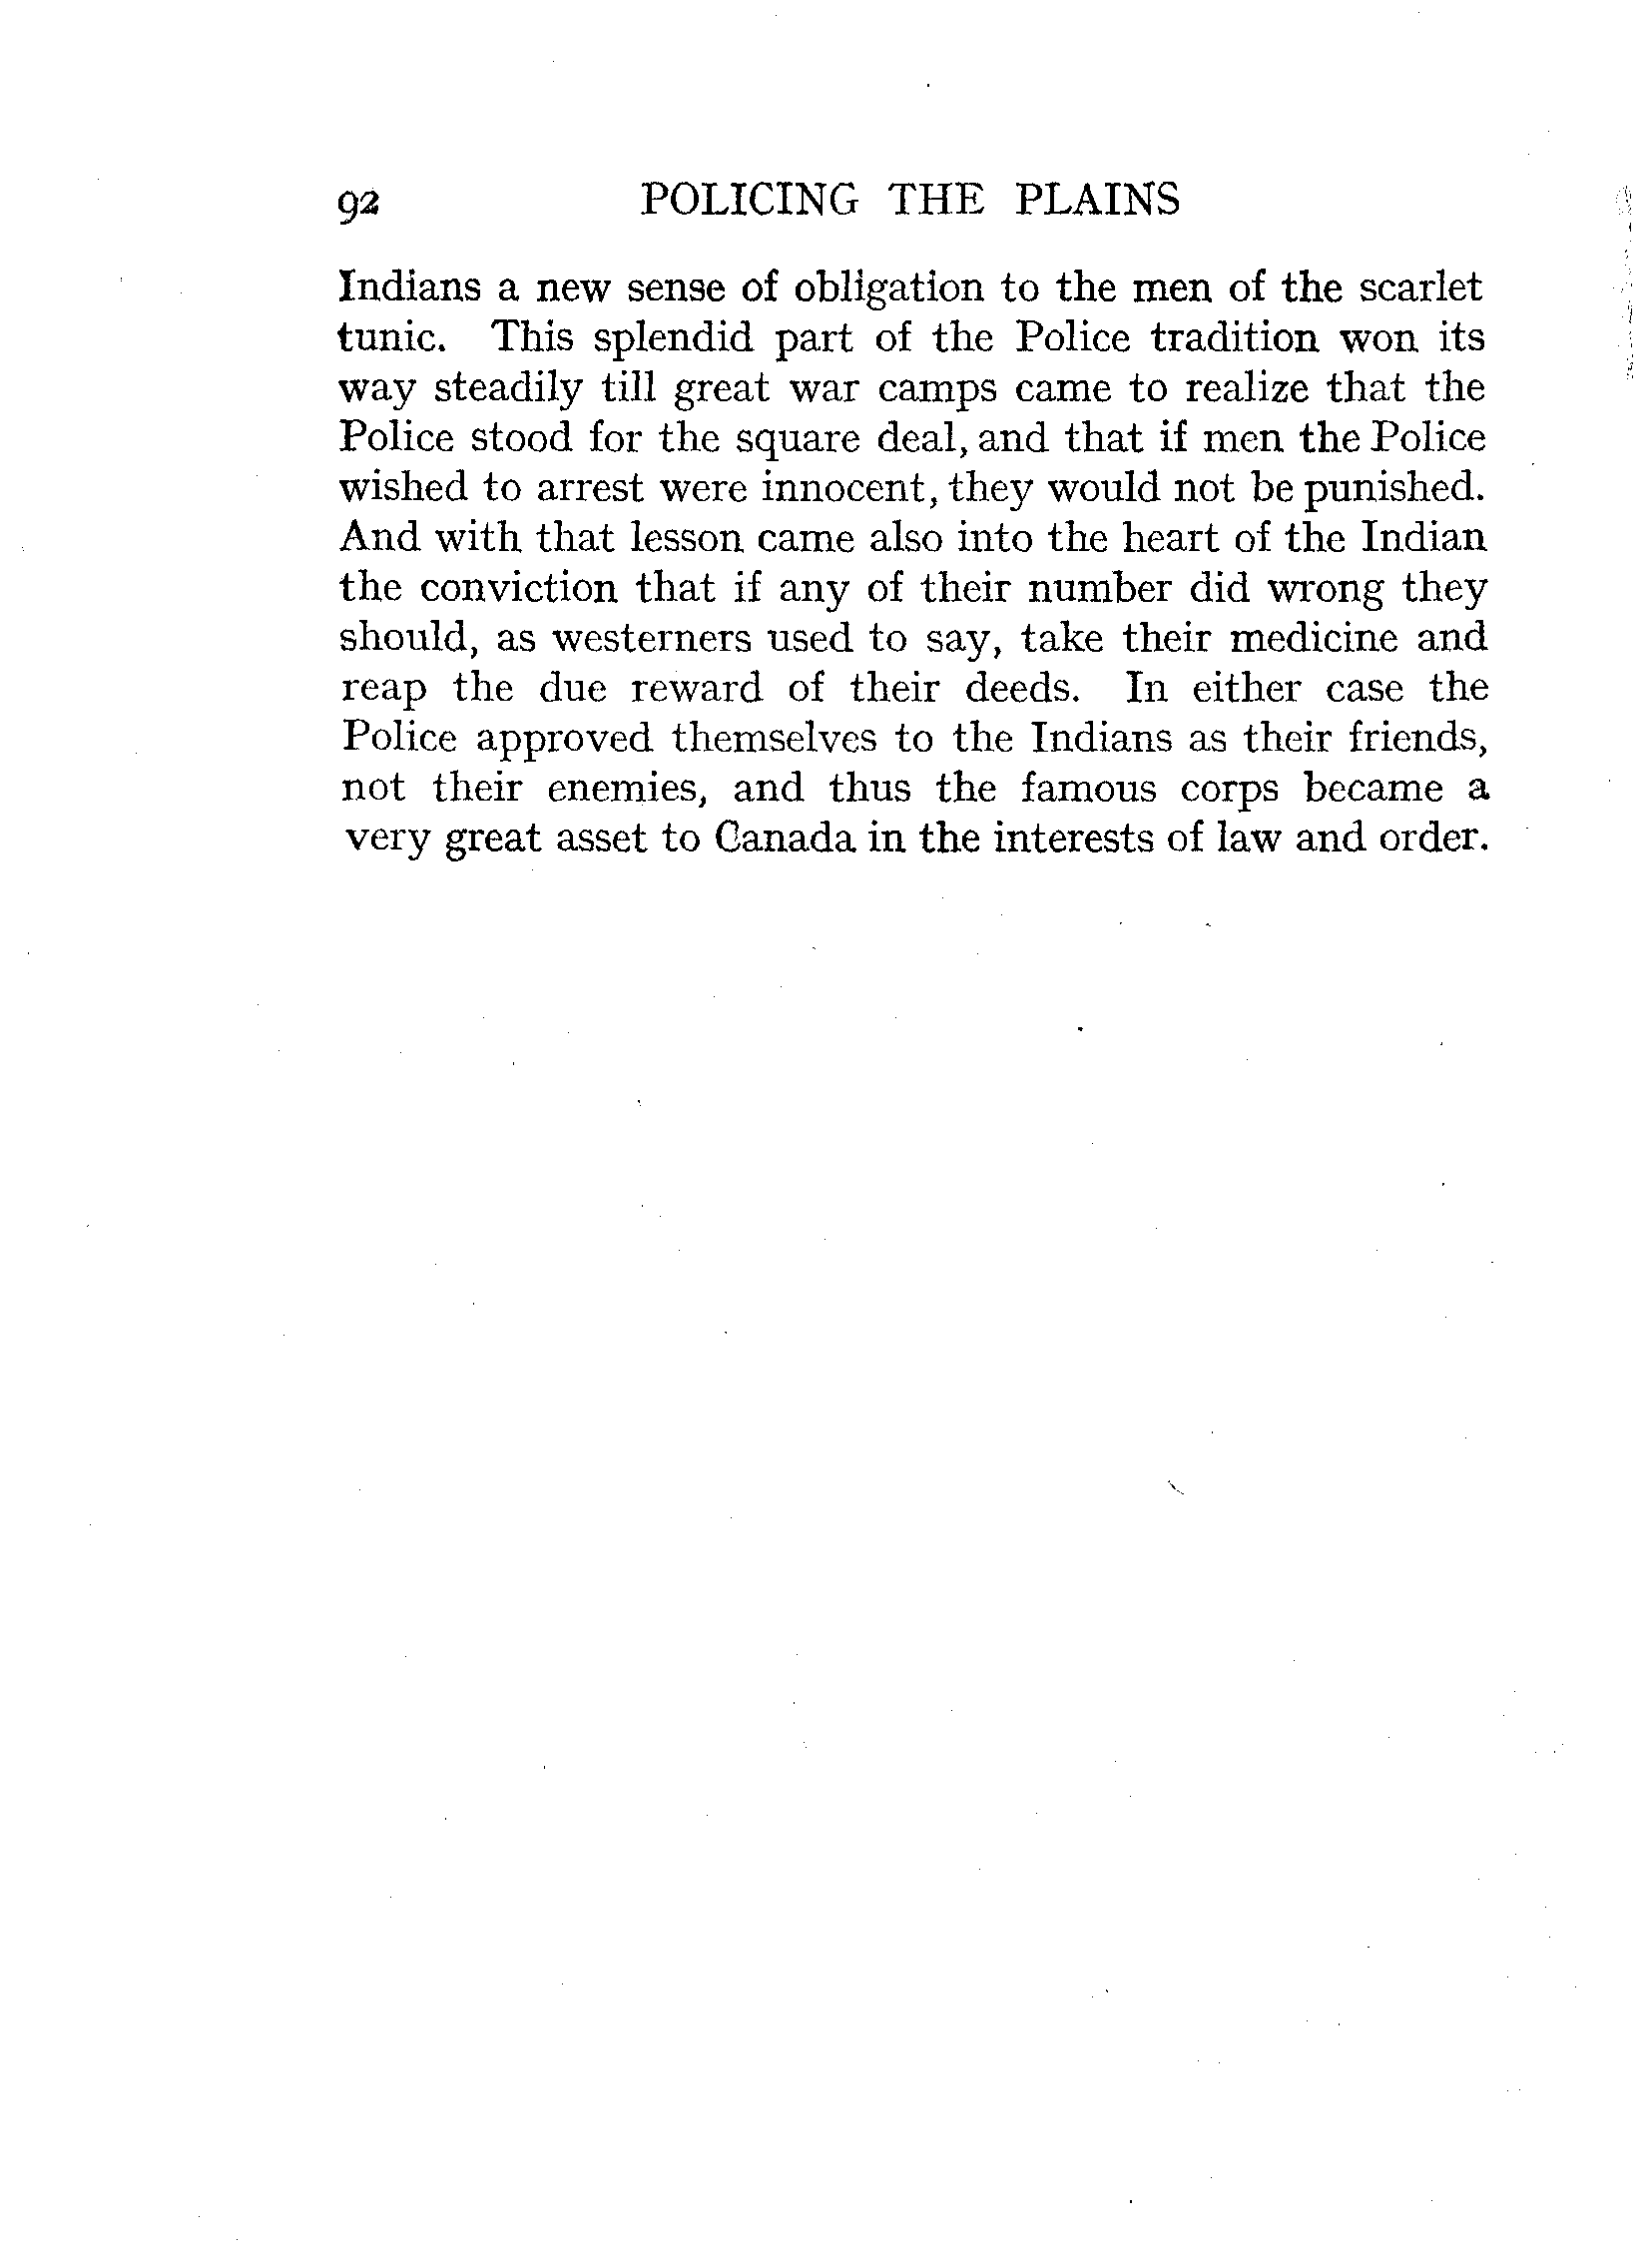 92 POLICING THE PLAINS
Indians a new sense of obligation to the men of the scarlet
tunic. This splendid part of the Police tradition won its
way steadily till great war camps came to realize that the
Police stood for the square deal, and that if men the Police
wished to arrest were innocent, they would not be punished.
And with that lesson came also into the heart of the Indian
the conviction that if any of their number did wrong they
should, as westerners used to say, take their medicine and
reap the due reward of their deeds. In either case the
Police approved themselves to the Indians as their friends,
not their enemies, and thus the famous corps became a
very great asset to Canada in the interests of law and order.